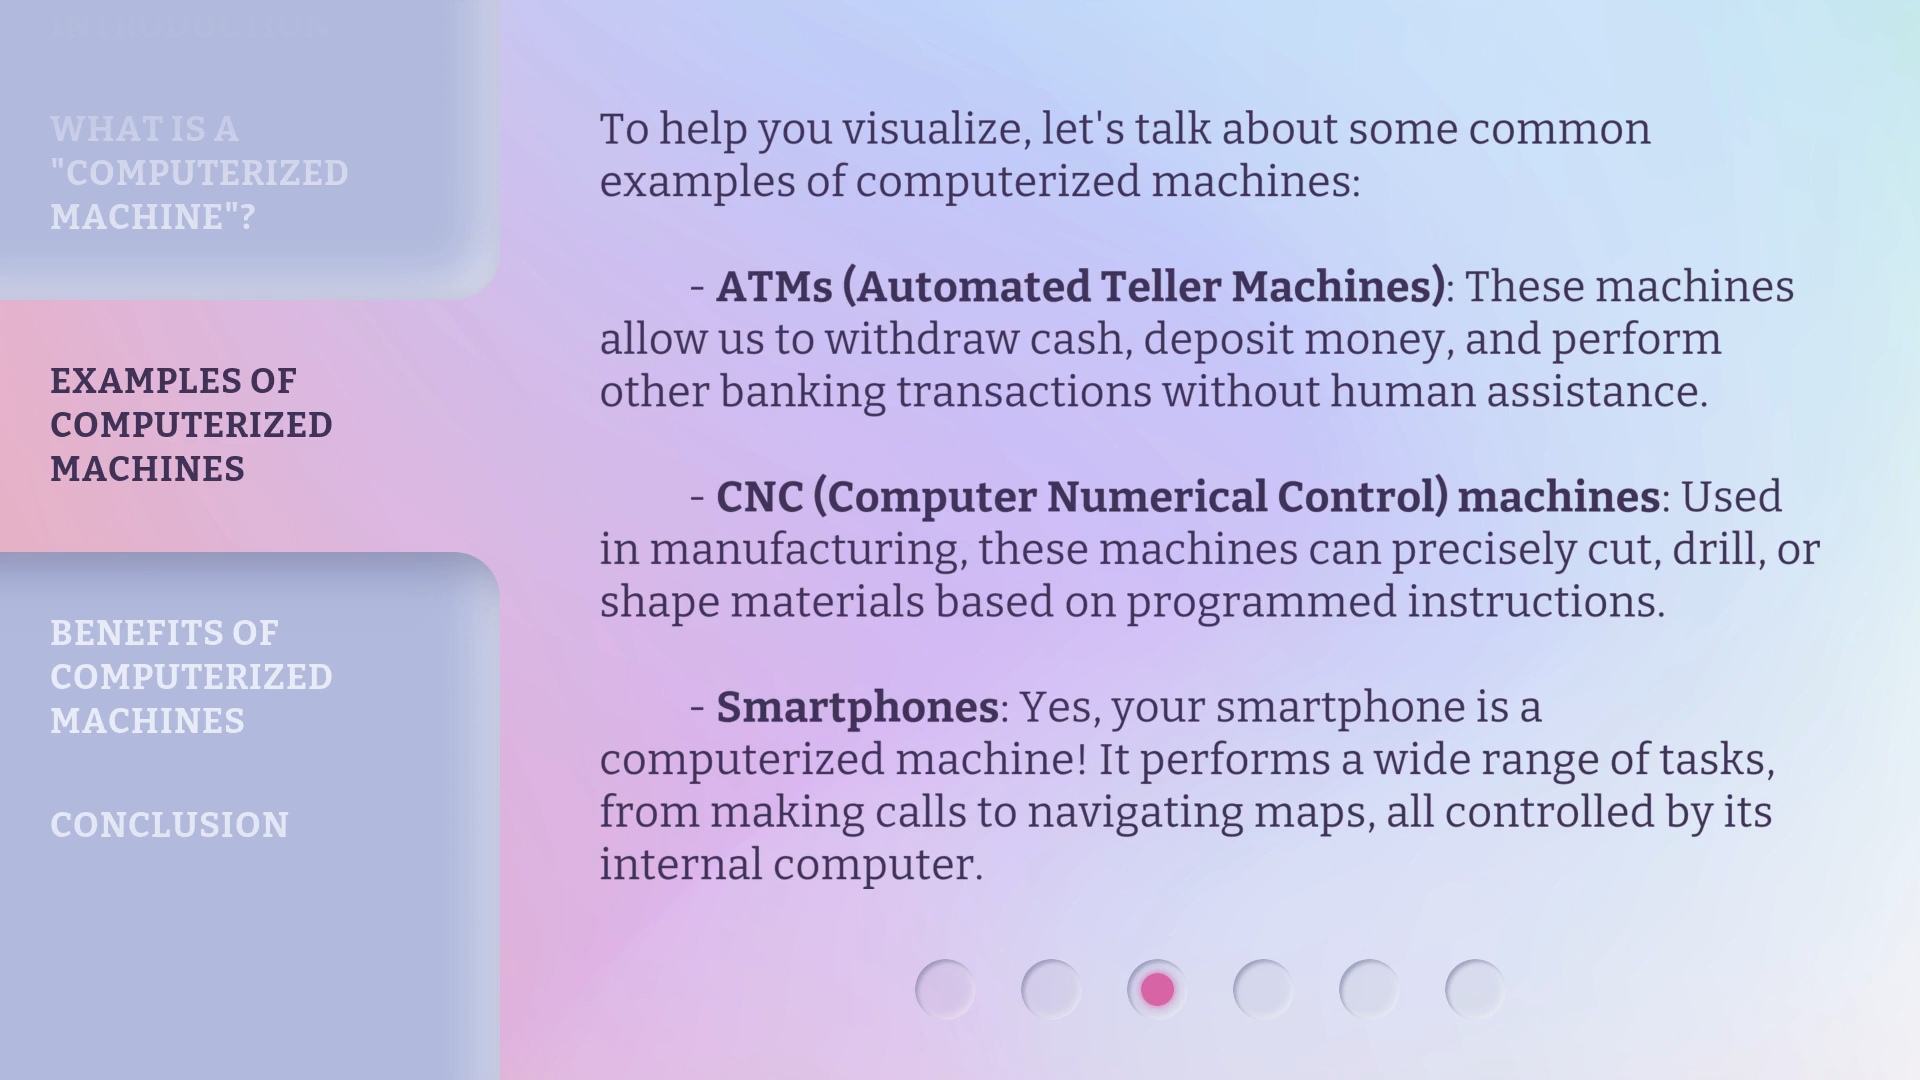 INTRODUCTION
WHAT IS A
"COMPUTERIZED
MACHINE"?
EXAMPLES OF
COMPUTERIZED
MACHINES
BENEFITS OF
COMPUTERIZED
MACHINES
CONCLUSION
To help you visualize, let's talk about some common
examples of computerized machines:
- ATMs (Automated Teller Machines): These machines
allow us to withdraw cash, deposit money, and perform
other banking transactions without human assistance.
- CNC (Computer Numerical Control) machines: Used
in manufacturing, these machines can precisely cut, drill, or
shape materials based on programmed instructions.
- Smartphones: Yes, your smartphone is a
computerized machine! It performs a wide range of tasks,
from making calls to navigating maps, all controlled by its
internal computer.